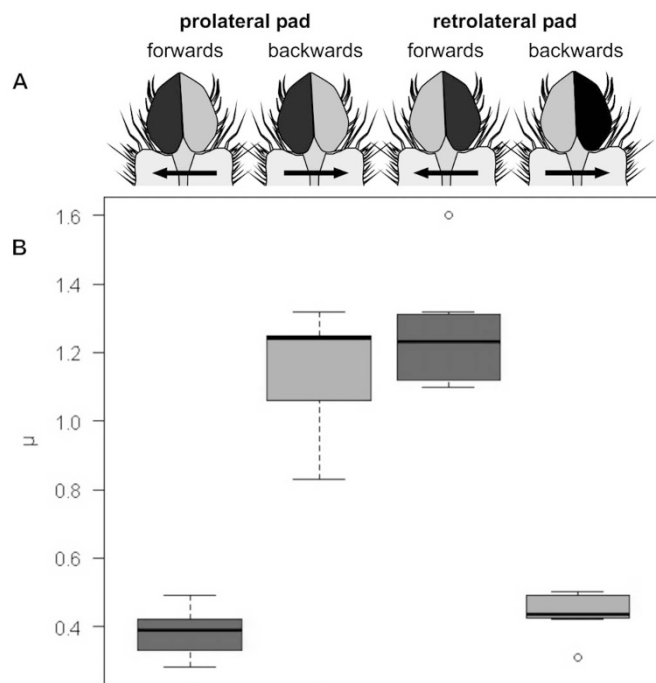 prolateral pad retrolateral pad
forwards backwards forwards backwards
A
B
1.6
1.4
1.2
1.0
0.8
0.6
0.4
μ